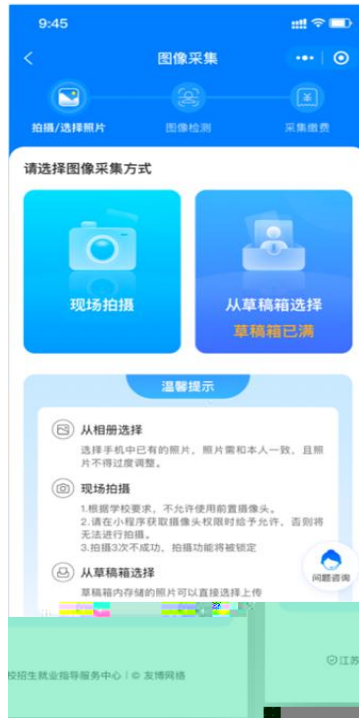 9:45
图像采集
拍摄/选择照片
图像检测
采集缴费
请选择图像采集方式
现场拍摄
从草稿箱选择
草稿箱已满
温馨提示
从相册选择
选择手机中已有的照片，照片需和本人一致，且照
片不得过度调整。
现场拍摄
1.根据学校要求，不允许使用前置摄像头。
2.请在小程序获取摄像头权限时给予允许，否则将
无法进行拍摄。
3.拍摄3次不成功，拍摄功能将被锁定
问题咨询
从草稿箱选择
草稿箱内存储的照片可以直接选择上传
江苏
校招生就业指导服务中心 | © 友博网络